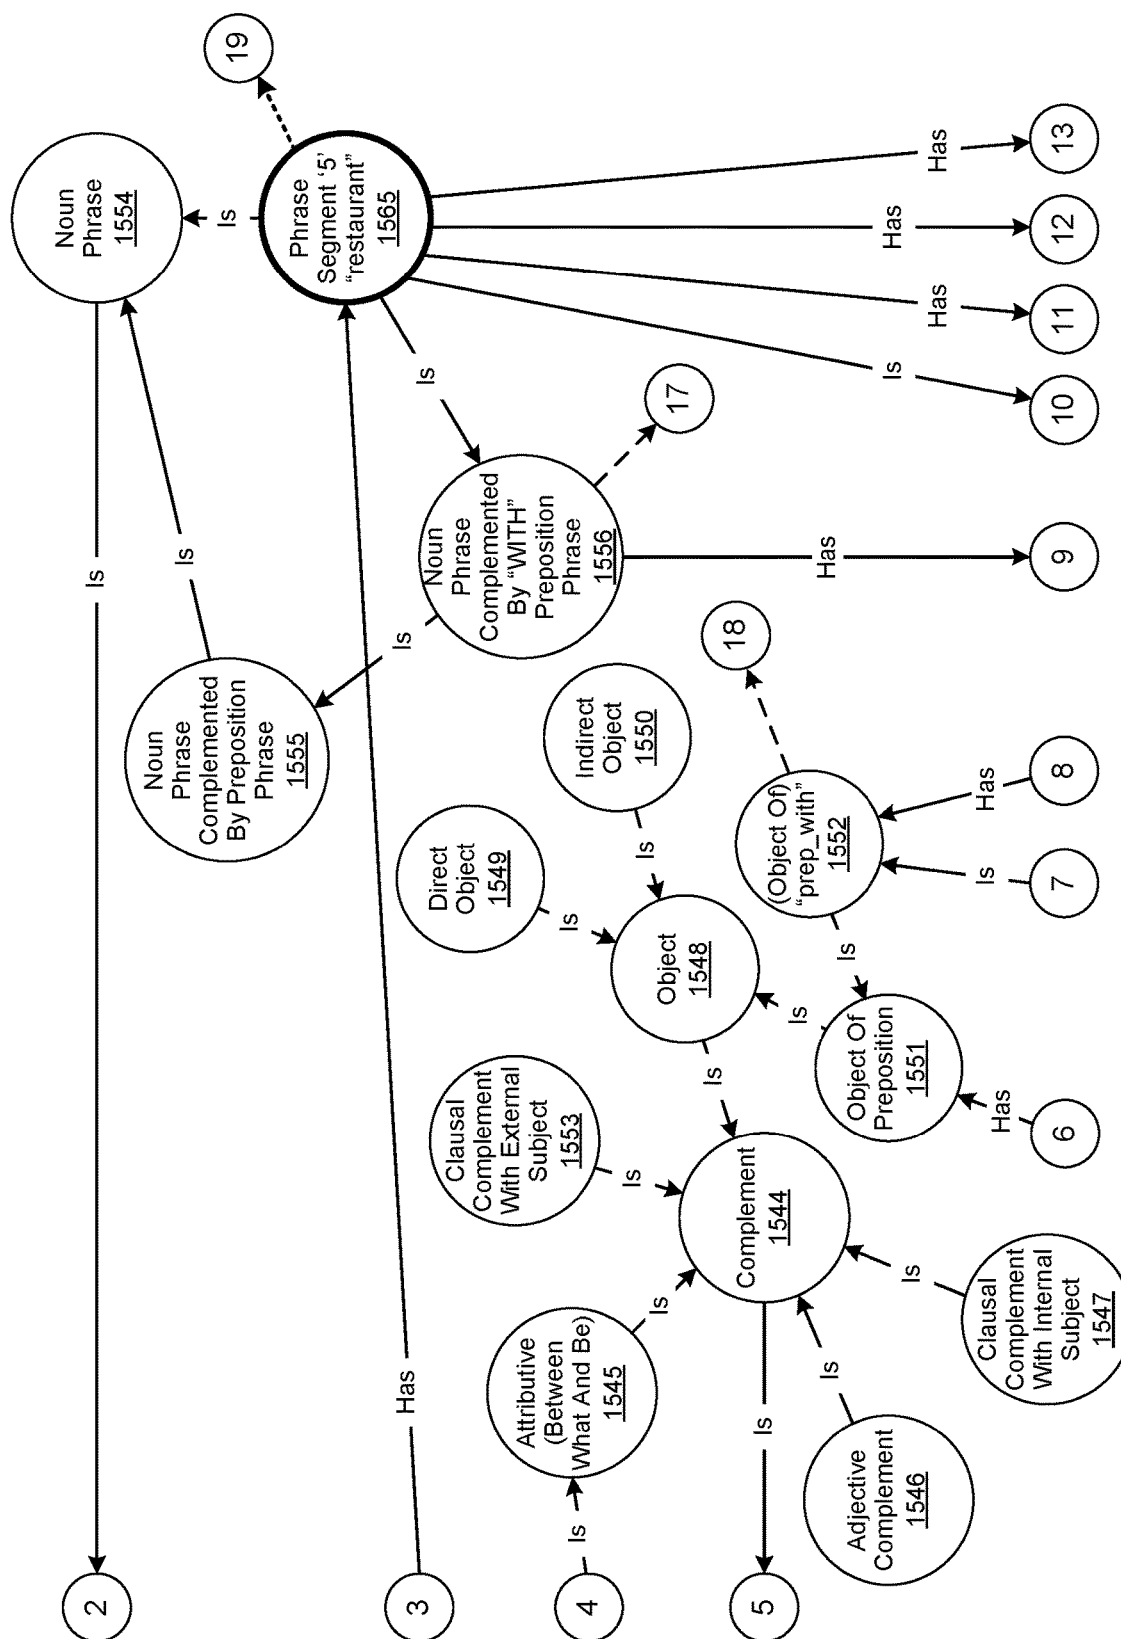 2
Is
Noun
Phrase
1554
Is
Noun
Phrase
Complemented
By Preposition
Phrase
1555
Is
19
Phrase
Segment '5'
"restaurant"
1565
3
Has
Is
Is
Noun
Phrase
Complemented
By "WITH"
Preposition
Phrase
1556
17
Direct
Object
1549
Is
Indirect
Object
1550
Is
Clausal
Complement
With External
Subject
1553
Is
4
Is
Attributive
(Between
What And Be)
1545
Is
Object
1548
Is
18
5
Is
Complement
1544
Is
(Object Of)
"prep_with"
1552
Is
Object Of
Preposition
1551
Is
Adjective
Complement
1546
Is
Clausal
Complement
With Internal
Subject
1547
Has
Is
Has
Has
Is
Has
Has
Has
6
7
8
9
10
11
12
13